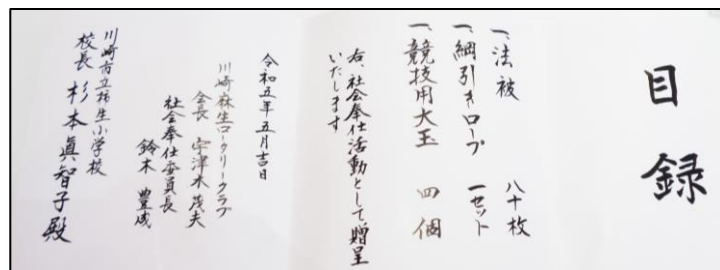 目録
一、法被 八十枚
一、綱引きロープ 一セット
一、競技用大玉 四個
右、社会奉仕活動として贈呈
いたします
令和五年五月吉日
川崎麻生ロータリークラブ
会長 宇津木茂夫
社会奉仕委員長
鈴木 豊成
川崎市立柿生小学校
校長 杉本眞智子殿